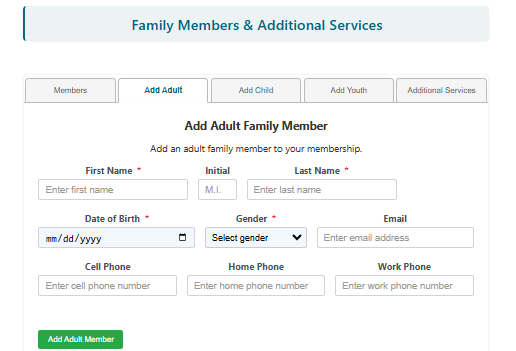 Family Members & Additional Services
Members Add Adult Add Child Add Youth Additional Services
Add Adult Family Member
Add an adult family member to your membership.
First Name * Initial Last Name *
Enter first name M.I. Enter last name
Date of Birth * Gender * Email
mm/dd/yyyy Select gender Enter email address
Cell Phone Home Phone Work Phone
Enter cell phone number Enter home phone number Enter work phone number
Add Adult Member